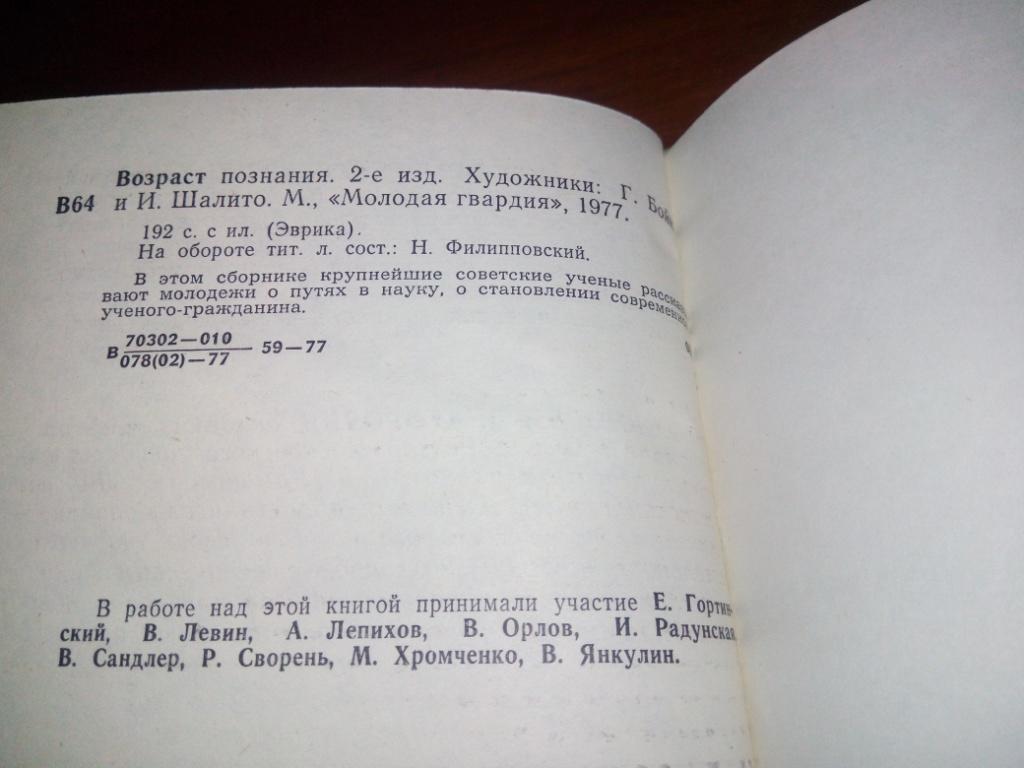 Возраст познания. 2-е изд. Художники: Г.
В64 и И. Шалито. М., «Молодая гвардия», 1977.
192 с. с ил. (Эврика).
На обороте тит. л. сост.: Н. Филипповский.
В этом сборнике крупнейшие советские ученые расска-
вают молодежи о путях в науку, о становлении
ученого-гражданина.
В 70302—010
078(02)—77 — 59—77
В работе над этой книгой принимали участие Е. Гортин-
ский, В. Левин, А. Лепихов, В. Орлов, И. Радунская
В. Сандлер, Р. Сворень, М. Хромченко, В. Янкулин.